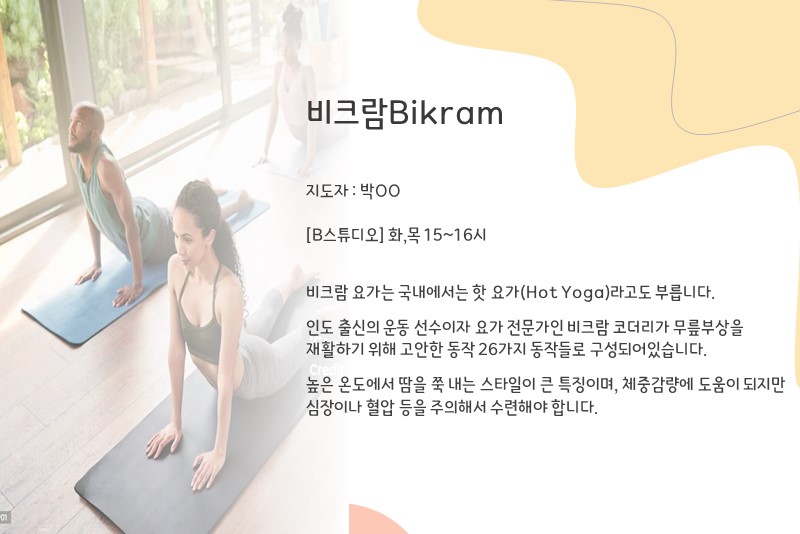 비크람Bikram
지도자 : 박OO
[B스튜디오] 화,목 15~16시
비크람 요가는 국내에서는 핫 요가(Hot Yoga)라고도 부릅니다.
인도 출신의 운동 선수이자 요가 전문가인 비크람 코더리가 무릎부상을
재활하기 위해 고안한 동작 26가지 동작들로 구성되어있습니다.
높은 온도에서 땀을 쭉 내는 스타일이 큰 특징이며, 체중감량에 도움이 되지만
심장이나 혈압 등을 주의해서 수련해야 합니다.